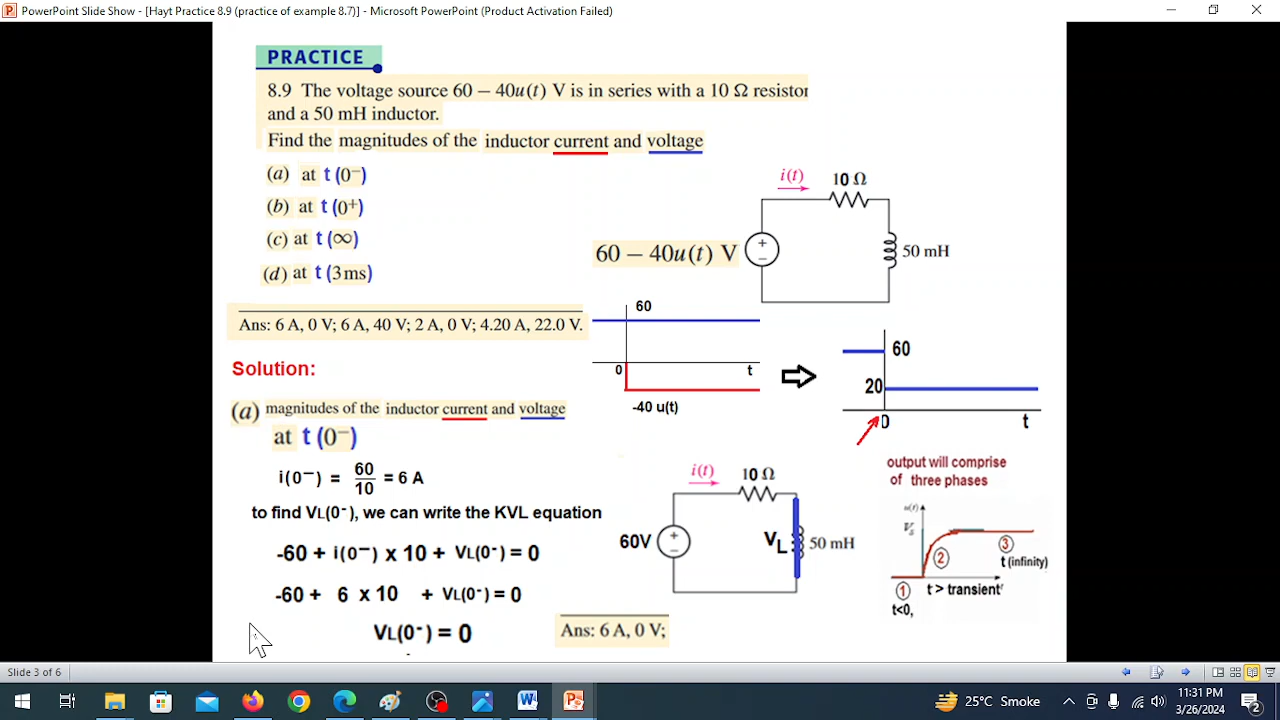 PowerPoint Slide Show - [Hayt Practice 8.9 (practice of example 8.7)] - Microsoft PowerPoint (Product Activation Failed)
PRACTICE
8.9 The voltage source 60 – 40u(t) V is in series with a 10 Ω resistor
and a 50 mH inductor.
Find the magnitudes of the inductor current and voltage
(a) at t (0⁻)
(b) at t (0⁺)
(c) at t (∞)
(d) at t (3 ms)
i(t)
10 Ω
60 – 40u(t) V
+
–
50 mH
Ans: 6 A, 0 V; 6 A, 40 V; 2 A, 0 V; 4.20 A, 22.0 V.
60
0
t
-40 u(t)
60
20
0
t
Solution:
(a) magnitudes of the inductor current and voltage
at t (0⁻)
i(0⁻) = 60/10 = 6 A
to find VL(0⁻), we can write the KVL equation
-60 + i(0⁻) x 10 + VL(0⁻) = 0
-60 + 6 x 10 + VL(0⁻) = 0
VL(0⁻) = 0
i(t)
10 Ω
60V
+
–
VL
50 mH
Ans: 6 A, 0 V;
output will comprise
of three phases
u(t)
Vs
2
3
t (infinity)
1
t > transient
t<0,
Slide 3 of 6
25°C Smoke
11:31 PM
3/26/2024
2